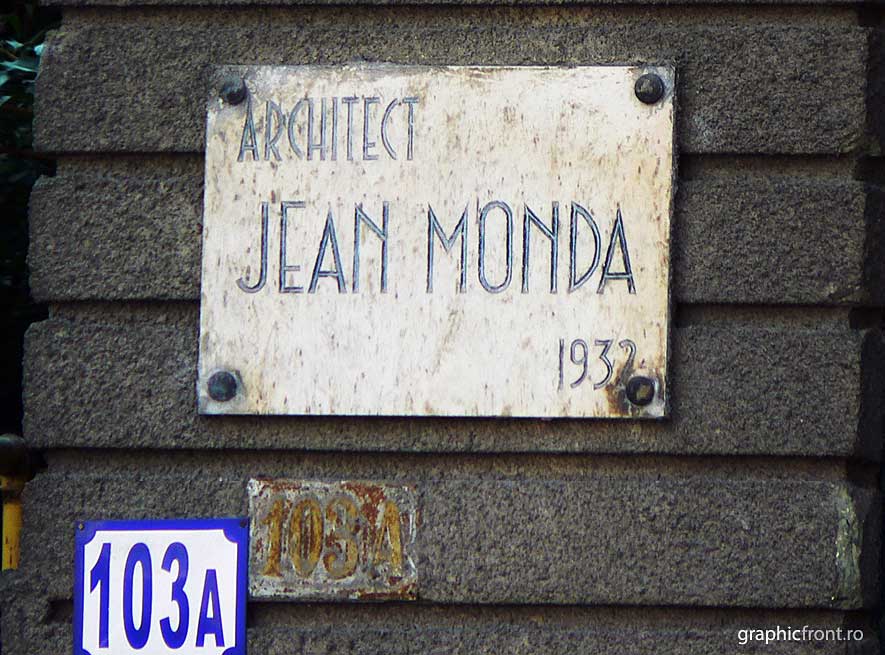 ARCHITECT
JEAN MONDA
1932
103A
103A
graphicfront.ro